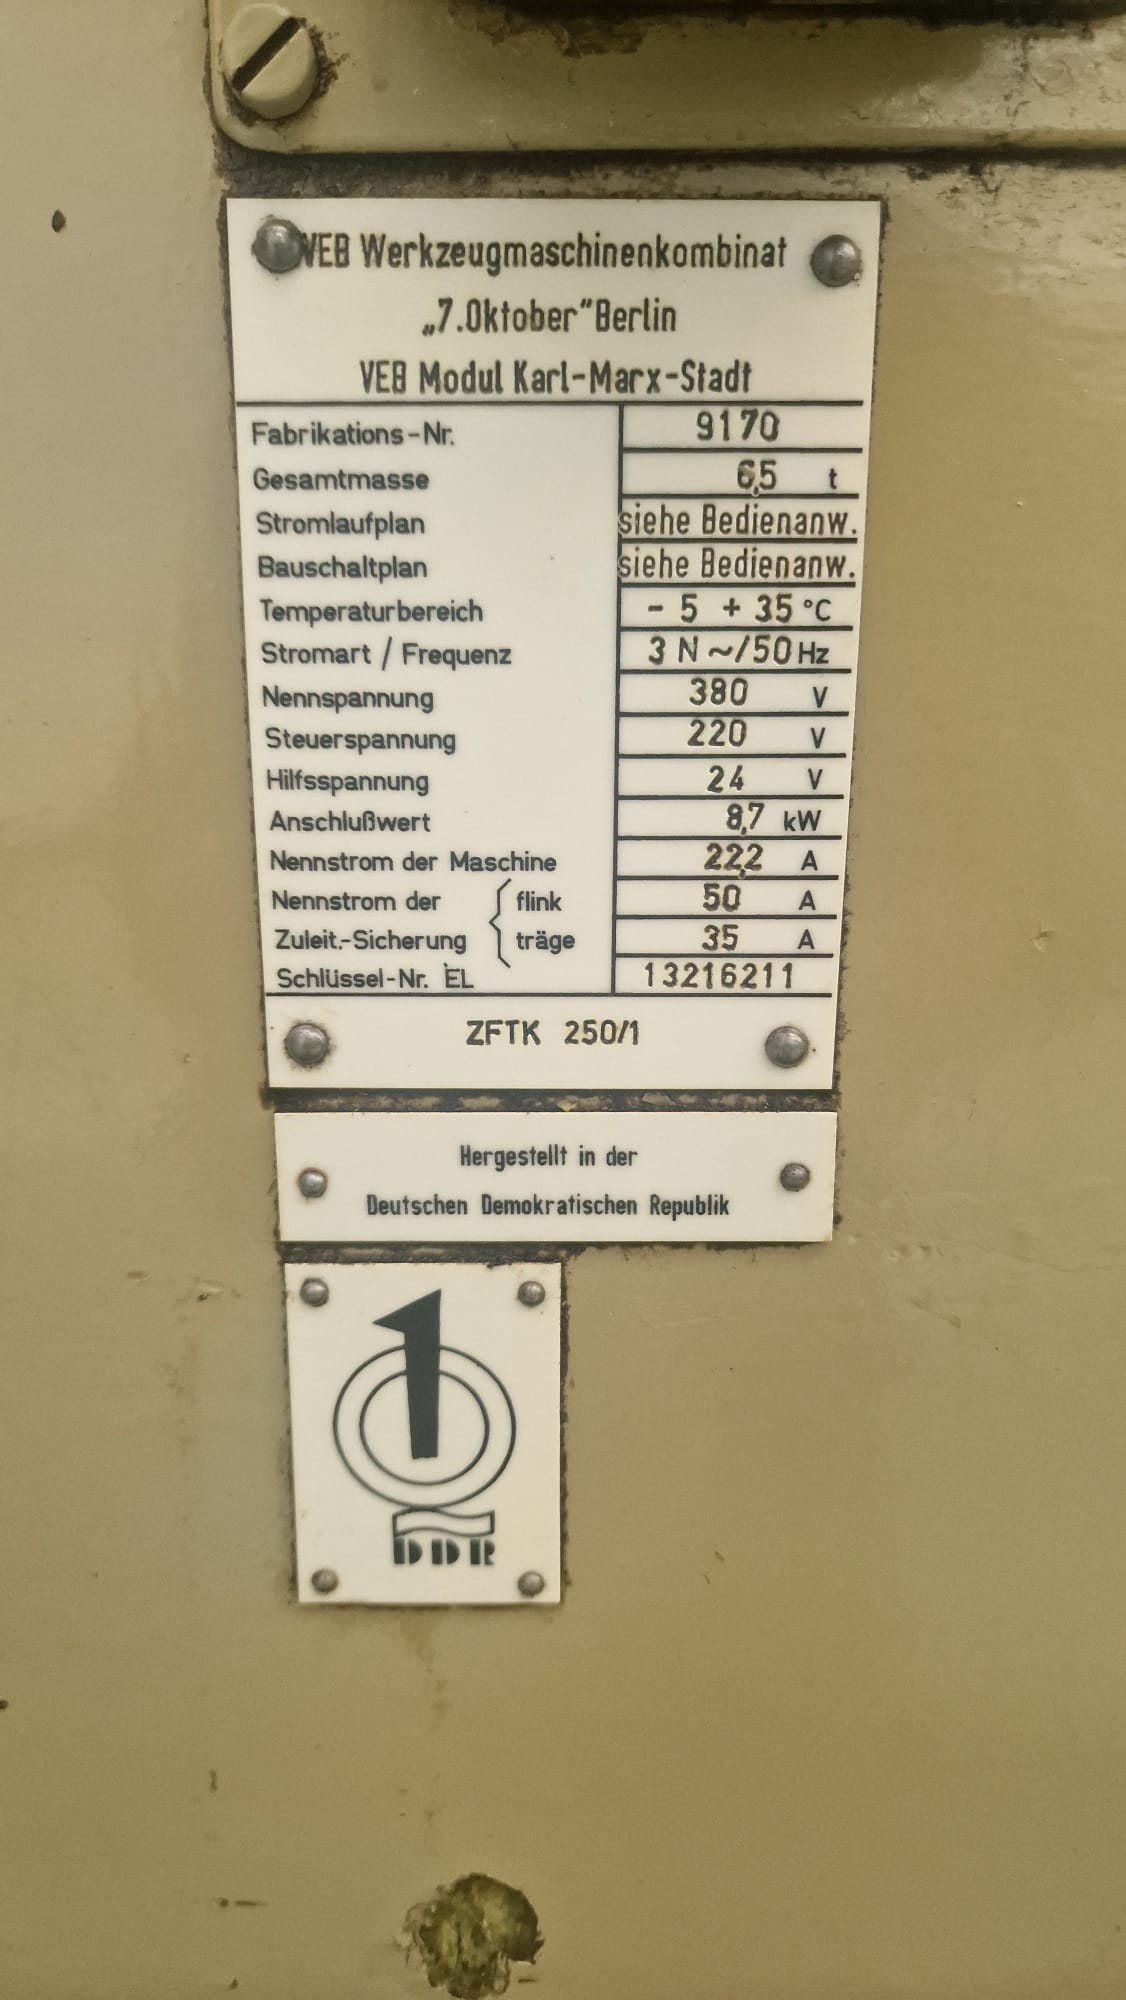 VEB Werkzeugmaschinenkombinat
„7.Oktober“ Berlin
VEB Modul Karl-Marx-Stadt
Fabrikations-Nr. 9170
Gesamtmasse 6,5 t
Stromlaufplan siehe Bedienanw.
Bauschaltplan siehe Bedienanw.
Temperaturbereich - 5 + 35 °C
Stromart / Frequenz 3 N ~/50 Hz
Nennspannung 380 V
Steuerspannung 220 V
Hilfsspannung 24 V
Anschlußwert 8,7 kW
Nennstrom der Maschine 22,2 A
Nennstrom der { flink 50 A
Zuleit.-Sicherung { träge 35 A
Schlüssel-Nr. EL 13216211
ZFTK 250/1
Hergestellt in der
Deutschen Demokratischen Republik
1
DDR